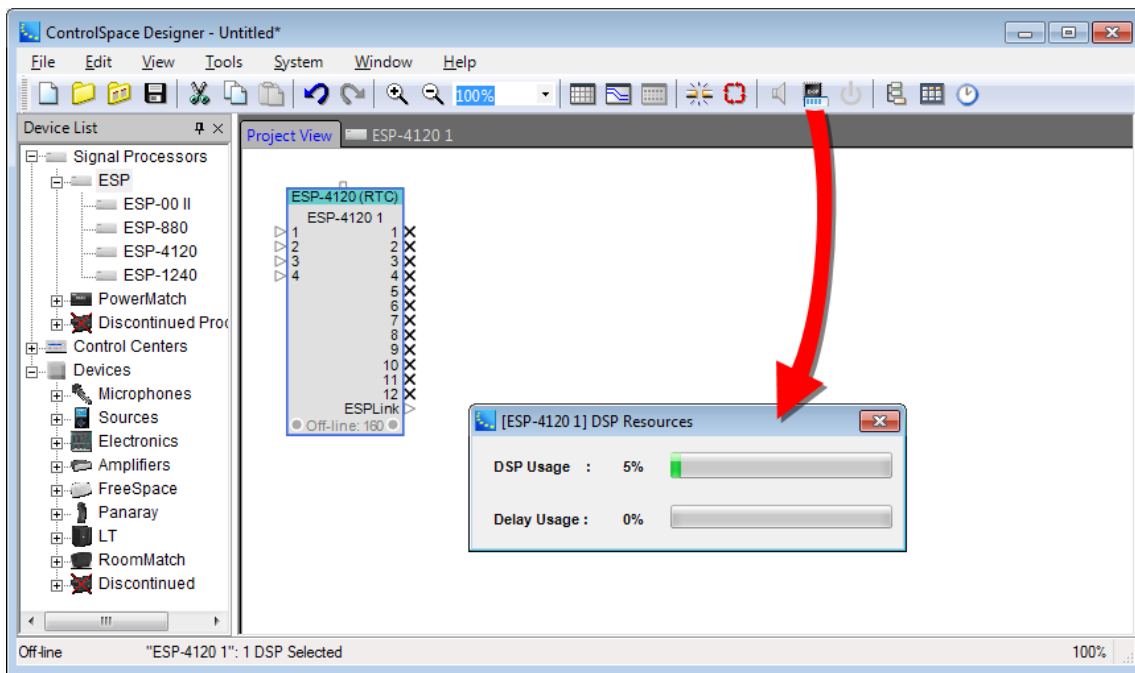 ControlSpace Designer - Untitled*
File Edit View Tools System Window Help
100%
Device List
Project View ESP-4120 1
Signal Processors
ESP
ESP-00 II
ESP-880
ESP-4120
ESP-1240
PowerMatch
Discontinued Prod
Control Centers
Devices
Microphones
Sources
Electronics
Amplifiers
FreeSpace
Panaray
LT
RoomMatch
Discontinued
ESP-4120 (RTC)
ESP-4120 1
1 1
2 2
3 3
4 4
5
6
7
8
9
10
11
12
ESPLink
Off-line: 160
[ESP-4120 1] DSP Resources
DSP Usage : 5%
Delay Usage : 0%
Off-line "ESP-4120 1": 1 DSP Selected 100%